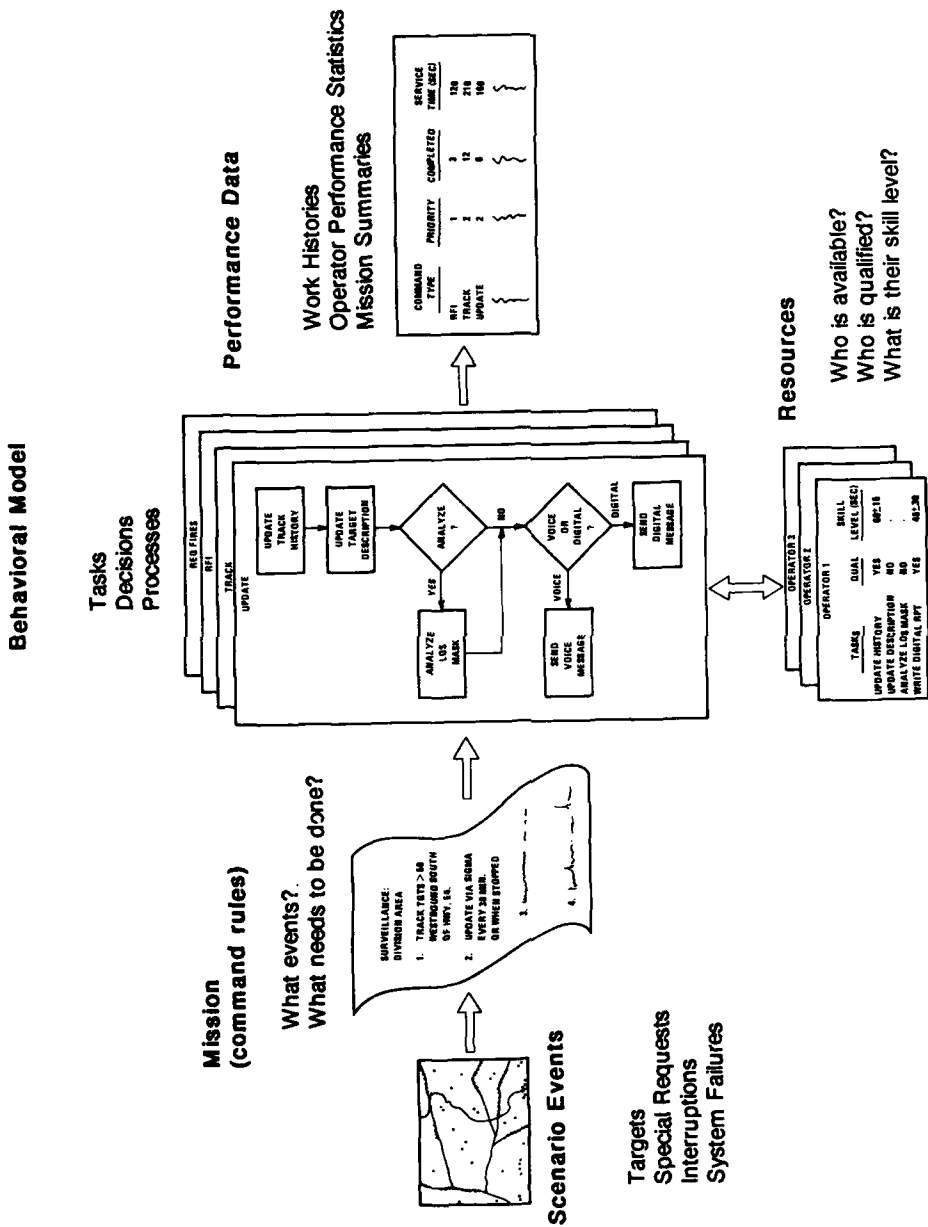 Behavioral Model
Scenario Events
Targets
Special Requests
Interruptions
System Failures
Mission
(command rules)
What events?
What needs to be done?
SURVEILLANCE:
DIVISION AREA
1. TRACK TGTS > 50
WESTBOUND SOUTH
OF HWY. 54.
2. UPDATE VIA SIGMA
EVERY 30 MIN.
OR WHEN STOPPED
3.
4.
Tasks
Decisions
Processes
REQ FIRES
RFI
TRACK
UPDATE
UPDATE
TRACK
HISTORY
UPDATE
TARGET
DESCRIPTION
ANALYZE
?
YES
NO
ANALYZE
LOS
MASK
VOICE
OR
DIGITAL
?
VOICE
DIGITAL
SEND
VOICE
MESSAGE
SEND
DIGITAL
MESSAGE
Resources
Who is available?
Who is qualified?
What is their skill level?
OPERATOR 3
OPERATOR 2
OPERATOR 1
TASKS QUAL SKILL
LEVEL (SEC)
UPDATE HISTORY YES 60±15
UPDATE DESCRIPTION NO .
ANALYZE LOS MASK NO .
WRITE DIGITAL RPT YES
Performance Data
Work Histories
Operator Performance Statistics
Mission Summaries
COMMAND TYPE PRIORITY COMPLETED SERVICE TIME (SEC)
RFI 1 3 120
TRACK 2 12 210
UPDATE 2 6